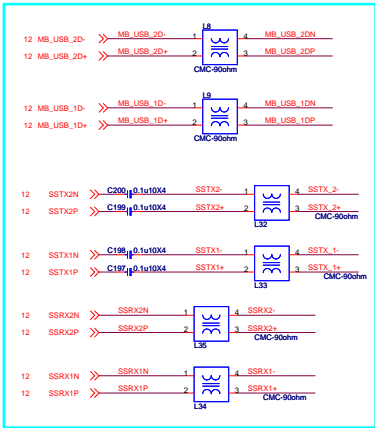 L8
12 MB_USB_2D- MB_USB_2D- 1 4 MB_USB_2DN
12 MB_USB_2D+ MB_USB_2D+ 2 3 MB_USB_2DP
CMC-90ohm
L9
12 MB_USB_1D- MB_USB_1D- 1 4 MB_USB_1DN
12 MB_USB_1D+ MB_USB_1D+ 2 3 MB_USB_1DP
CMC-90ohm
12 SSTX2N C200 0.1u10X4 SSTX2- 1 4 SSTX_2-
12 SSTX2P C199 0.1u10X4 SSTX2+ 2 3 SSTX_2+
L32 CMC-90ohm
12 SSTX1N C198 0.1u10X4 SSTX1- 1 4 SSTX_1-
12 SSTX1P C197 0.1u10X4 SSTX1+ 2 3 SSTX_1+
L33 CMC-90ohm
12 SSRX2N SSRX2N 1 4 SSRX2-
12 SSRX2P SSRX2P 2 3 SSRX2+
L35 CMC-90ohm
12 SSRX1N SSRX1N 1 4 SSRX1-
12 SSRX1P SSRX1P 2 3 SSRX1+
L34 CMC-90ohm